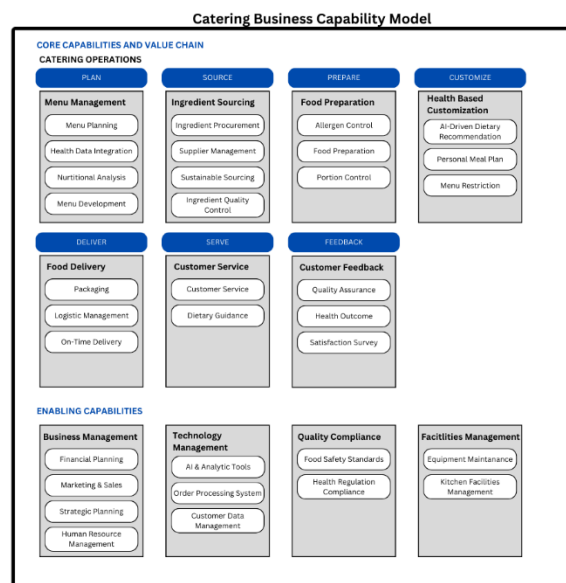 Catering Business Capability Model
CORE CAPABILITIES AND VALUE CHAIN
CATERING OPERATIONS
PLAN
SOURCE
PREPARE
CUSTOMIZE
Menu Management
Menu Planning
Health Data Integration
Nurtitional Analysis
Menu Development
Ingredient Sourcing
Ingredient Procurement
Supplier Management
Sustainable Sourcing
Ingredient Quality
Control
Food Preparation
Allergen Control
Food Preparation
Portion Control
Health Based
Customization
AI-Driven Dietary
Recommendation
Personal Meal Plan
Menu Restriction
DELIVER
SERVE
FEEDBACK
Food Delivery
Packaging
Logistic Management
On-Time Delivery
Customer Service
Customer Service
Dietary Guidance
Customer Feedback
Quality Assurance
Health Outcome
Satisfaction Survey
ENABLING CAPABILITIES
Business Management
Financial Planning
Marketing & Sales
Strategic Planning
Human Resource
Management
Technology
Management
AI & Analytic Tools
Order Processing System
Customer Data
Management
Quality Compliance
Food Safety Standards
Health Regulation
Compliance
Facitlities Management
Equipment Maintanance
Kitchen Facilities
Management